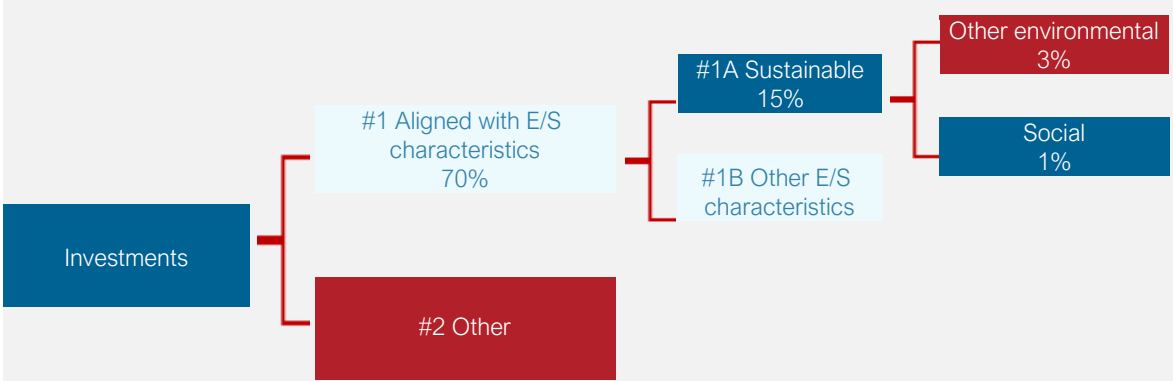 Investments
#1 Aligned with E/S
characteristics
70%
#2 Other
#1A Sustainable
15%
#1B Other E/S
characteristics
Other environmental
3%
Social
1%